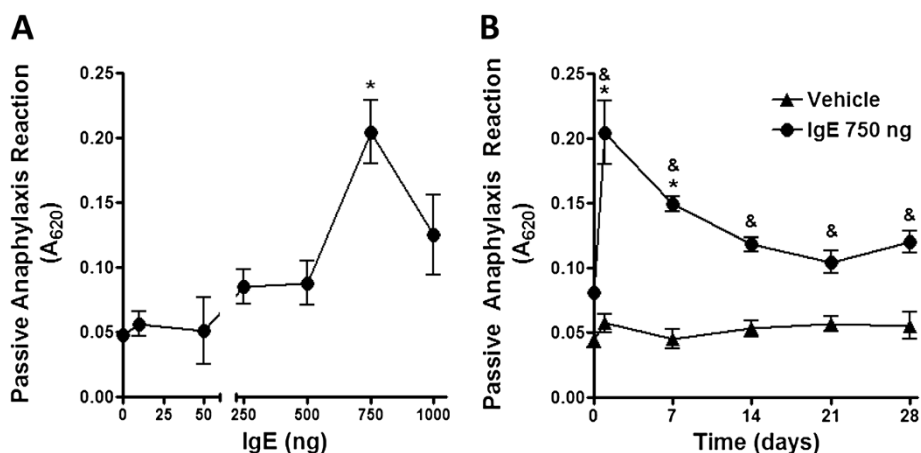 A
Passive Anaphylaxis Reaction
(A620)
0.25
0.20
0.15
0.10
0.05
0.00
*
0 50 250 500 750 1000
IgE (ng)
B
Passive Anaphylaxis Reaction
(A620)
0.25
0.20
0.15
0.10
0.05
0.00
&
*
&
*
&
&
&
Vehicle
IgE 750 ng
0 7 14 21 28
Time (days)